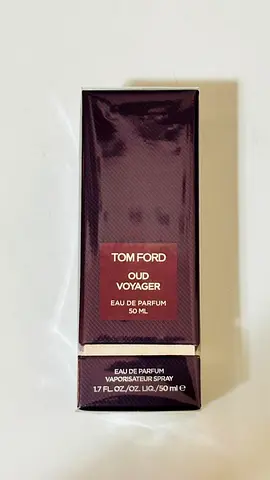 TOM FORD
OUD
VOYAGER
EAU DE PARFUM
50 ML
EAU DE PARFUM
VAPORISATEUR SPRAY
1.7 FL. OZ./OZ. LIQ./50 ml ℮